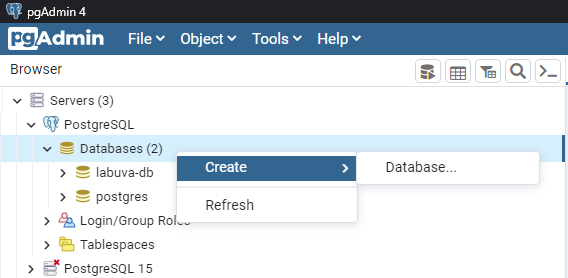 pgAdmin 4
pgAdmin File Object Tools Help
Browser
Servers (3)
PostgreSQL
Databases (2)
Create Database...
labuva-db
postgres
Refresh
Login/Group Roles
Tablespaces
PostgreSQL 15